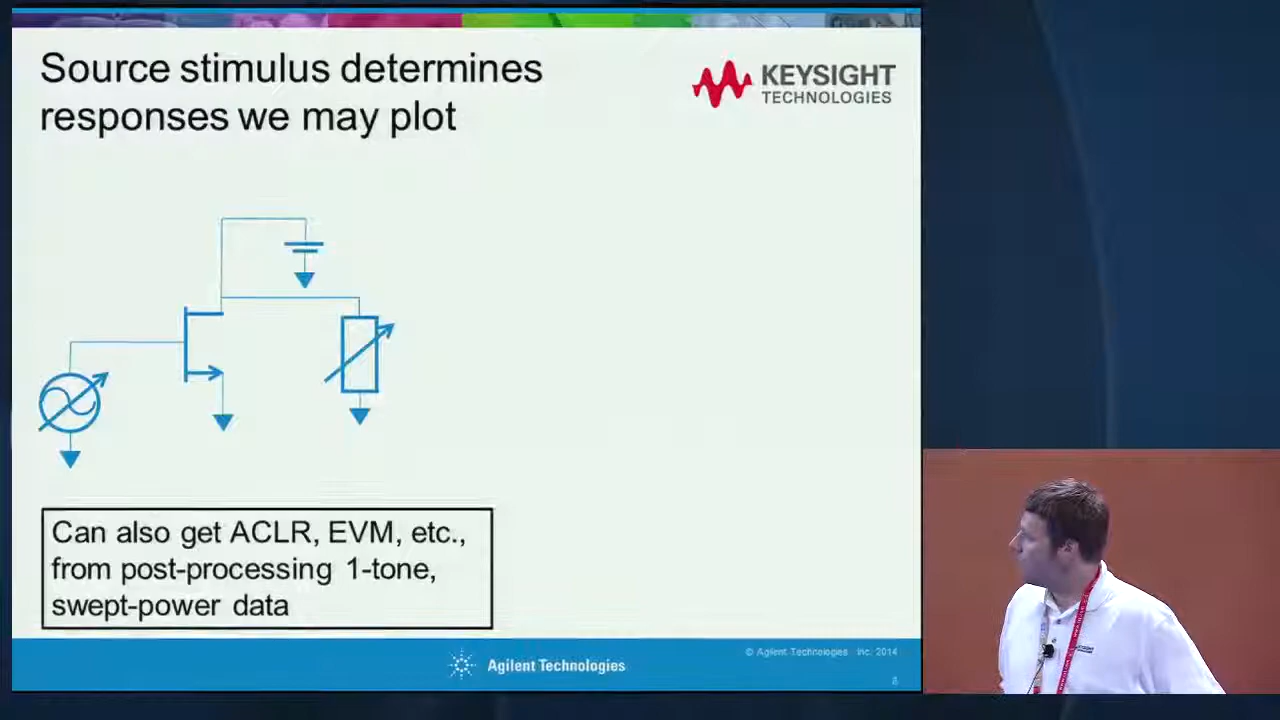 Source stimulus determines
responses we may plot
KEYSIGHT
TECHNOLOGIES
Can also get ACLR, EVM, etc.,
from post-processing 1-tone,
swept-power data
Agilent Technologies
© Agilent Technologies Inc. 2014
8